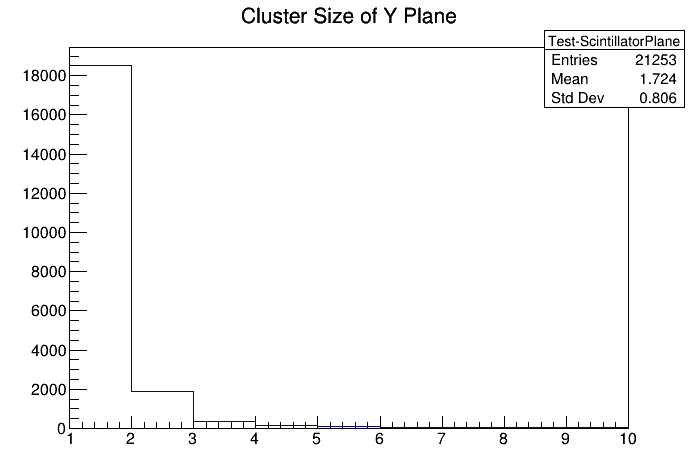 Cluster Size of Y Plane
Test-ScintillatorPlane
Entries 21253
Mean 1.724
Std Dev 0.806
18000
16000
14000
12000
10000
8000
6000
4000
2000
0
1 2 3 4 5 6 7 8 9 10